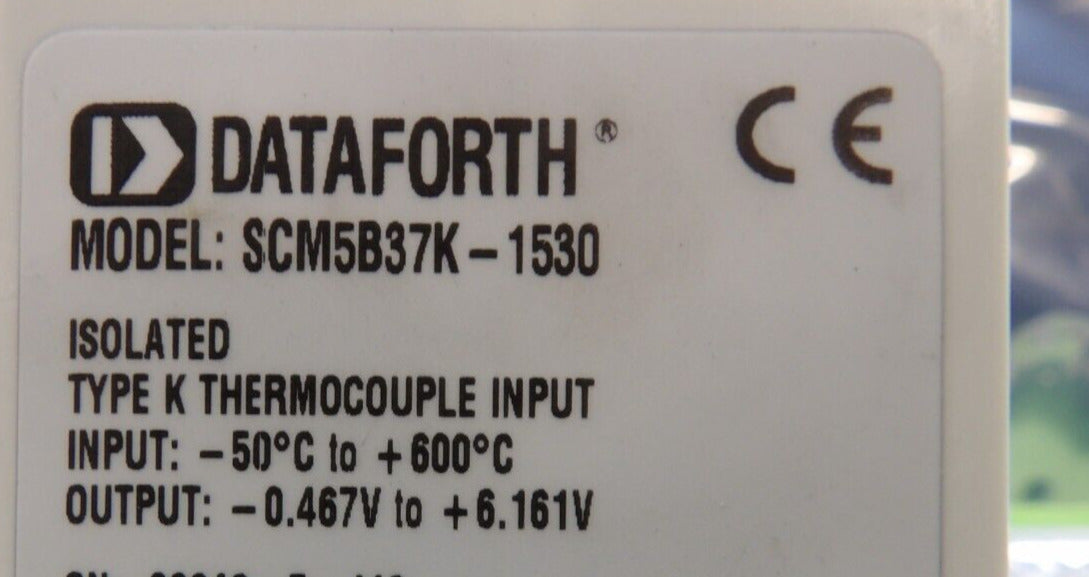 DATAFORTH® CE
MODEL: SCM5B37K – 1530
ISOLATED
TYPE K THERMOCOUPLE INPUT
INPUT: – 50°C to + 600°C
OUTPUT: – 0.467V to + 6.161V